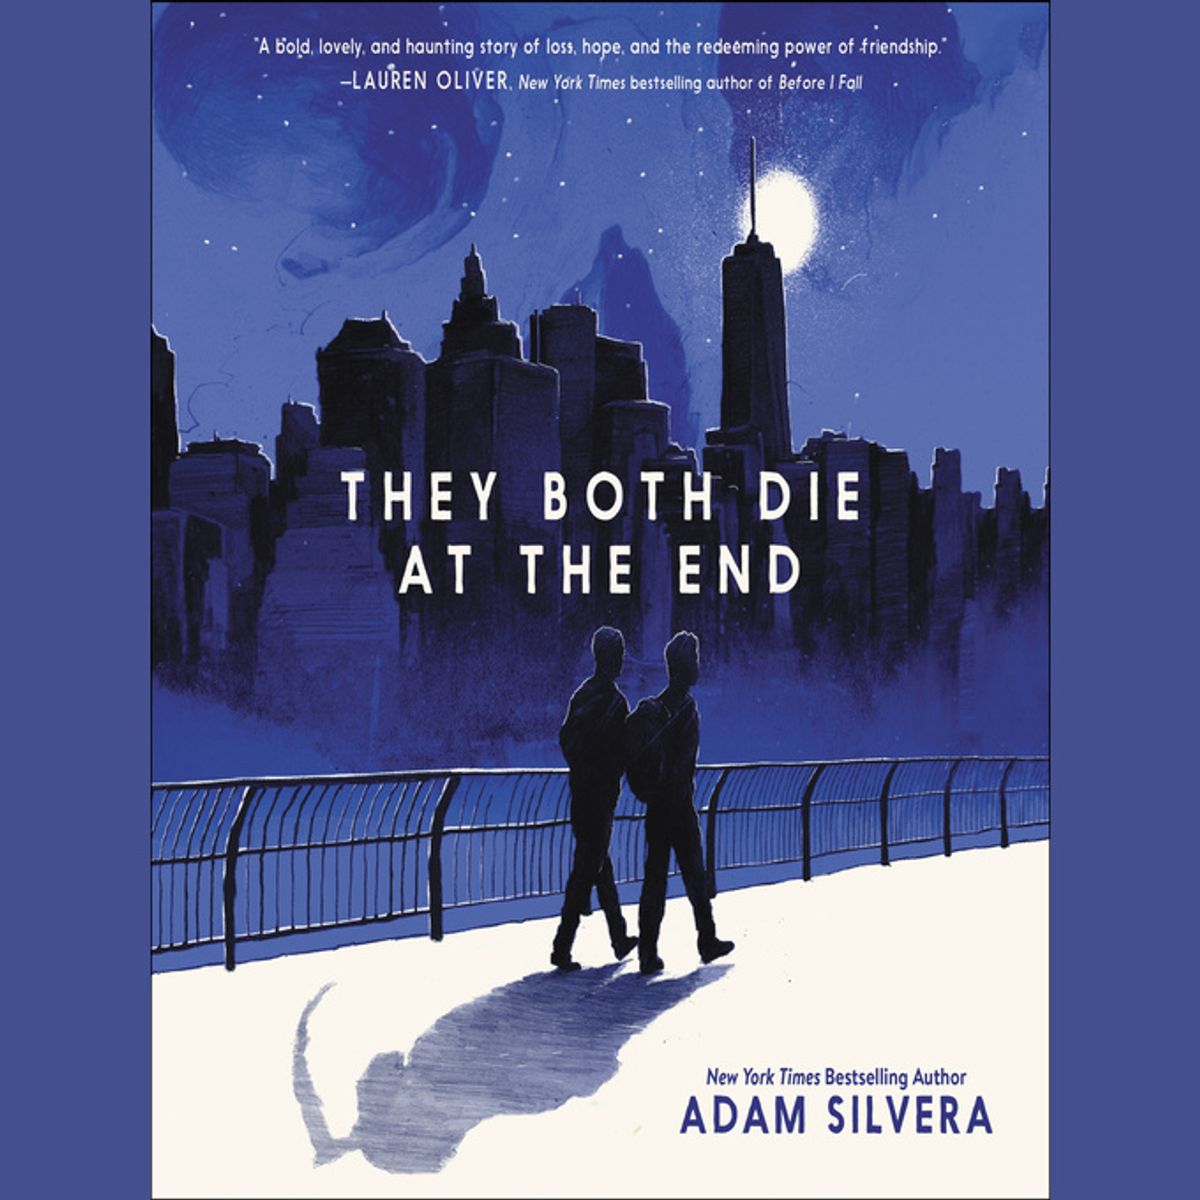 "A bold, lovely, and haunting story of loss, hope, and the redeeming power of friendship."
—LAUREN OLIVER, New York Times bestselling author of Before I Fall
THEY BOTH DIE
AT THE END
New York Times Bestselling Author
ADAM SILVERA